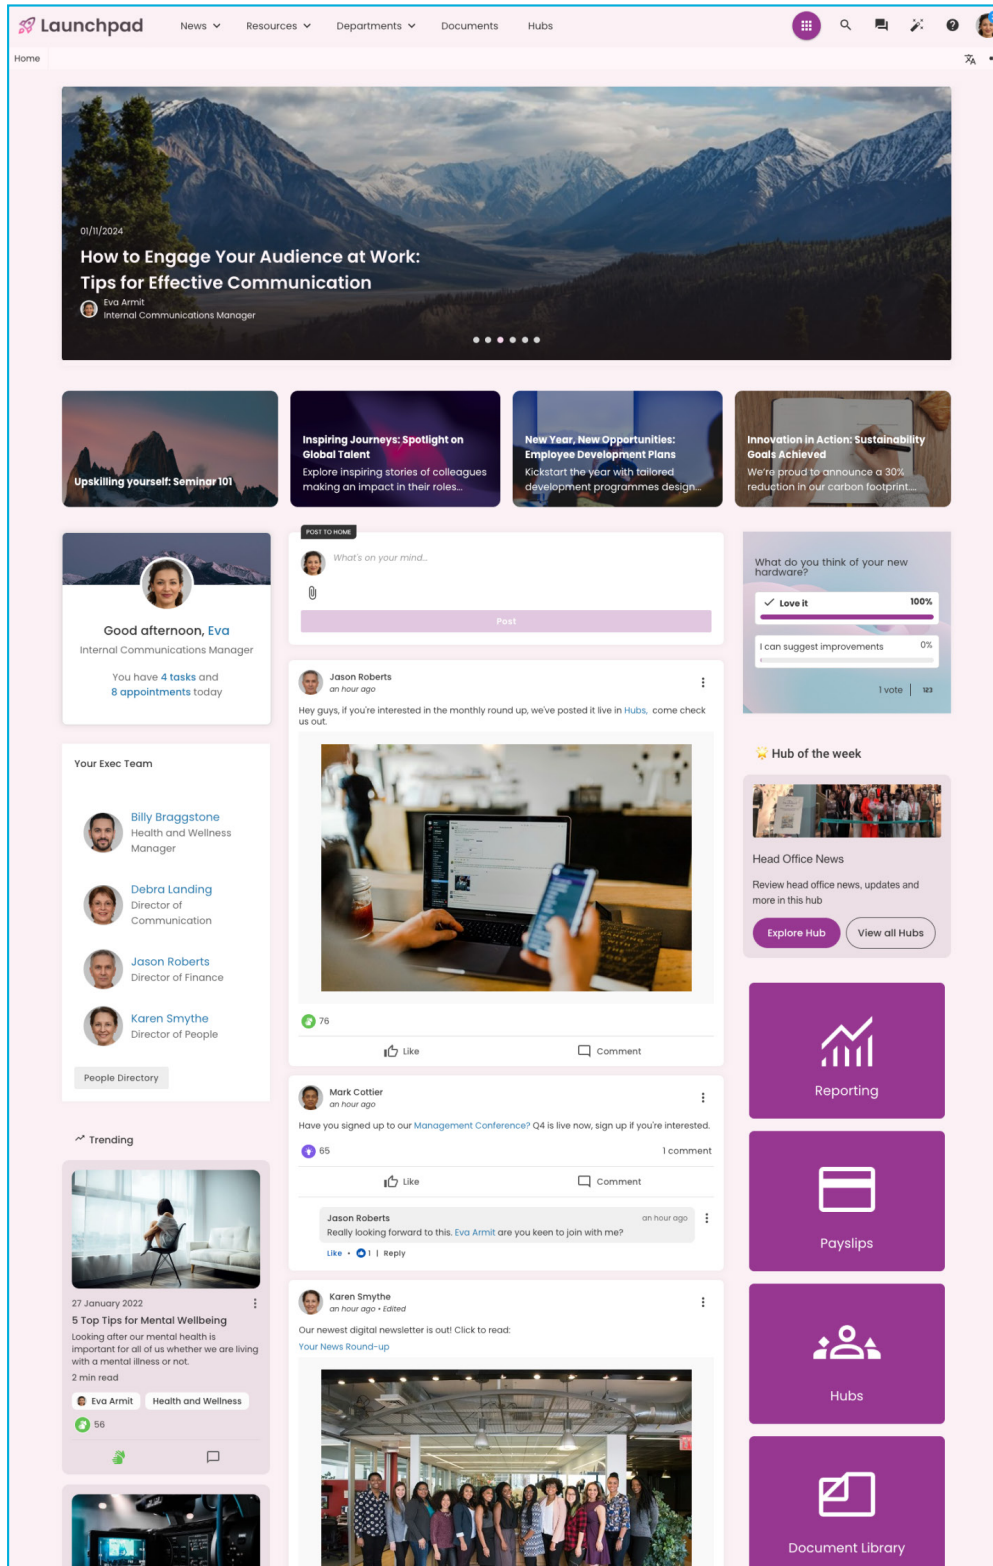 Launchpad
News
Resources
Departments
Documents
Hubs
Home
01/11/2024
How to Engage Your Audience at Work:
Tips for Effective Communication
Eva Armit
Internal Communications Manager
Upskilling yourself: Seminar 101
Inspiring Journeys: Spotlight on
Global Talent
Explore inspiring stories of colleagues
making an impact in their roles...
New Year, New Opportunities:
Employee Development Plans
Kickstart the year with tailored
development programmes design...
Innovation in Action: Sustainability
Goals Achieved
We're proud to announce a 30%
reduction in our carbon footprint....
Good afternoon, Eva
Internal Communications Manager
You have 4 tasks and
8 appointments today
Your Exec Team
Billy Braggstone
Health and Wellness
Manager
Debra Landing
Director of
Communication
Jason Roberts
Director of Finance
Karen Smythe
Director of People
People Directory
Trending
27 January 2022
5 Top Tips for Mental Wellbeing
Looking after our mental health is
important for all of us whether we are living
with a mental illness or not.
2 min read
Eva Armit
Health and Wellness
56
POST TO HOME
What's on your mind...
Post
Jason Roberts
an hour ago
Hey guys, if you're interested in the monthly round up, we've posted it live in Hubs, come check
us out.
76
Like
Comment
Mark Cottier
an hour ago
Have you signed up to our Management Conference? Q4 is live now, sign up if you're interested.
65
1 comment
Like
Comment
Jason Roberts
an hour ago
Really looking forward to this. Eva Armit are you keen to join with me?
Like • 1 | Reply
Karen Smythe
an hour ago • Edited
Our newest digital newsletter is out! Click to read:
Your News Round-up
What do you think of your new
hardware?
Love it
100%
I can suggest improvements
0%
1 vote
123
Hub of the week
Head Office News
Review head office news, updates and
more in this hub
Explore Hub
View all Hubs
Reporting
Payslips
Hubs
Document Library